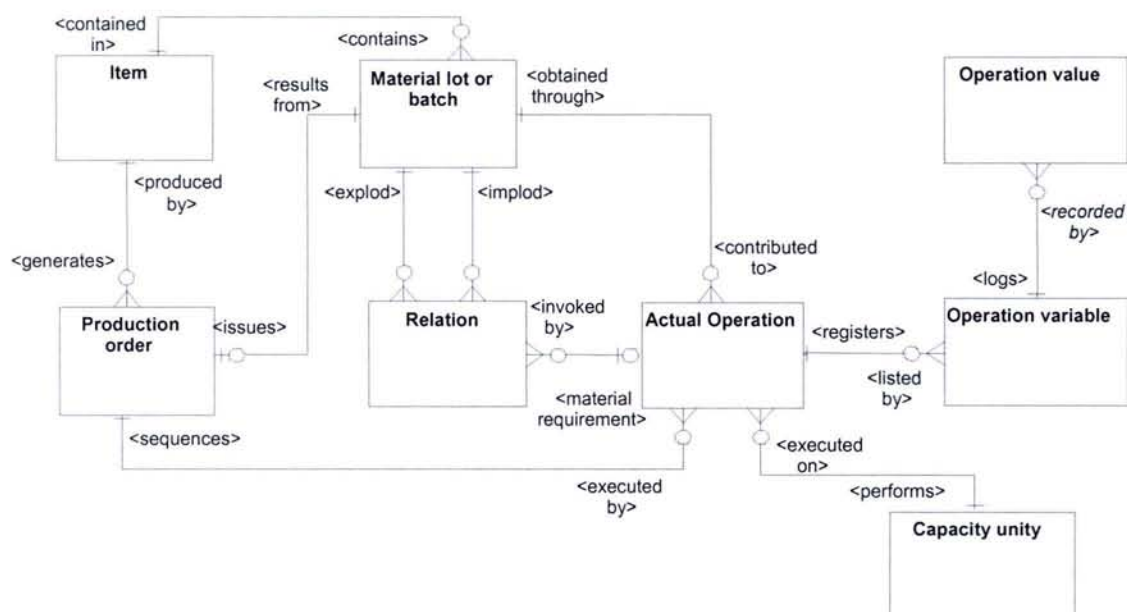 <contained
in>
<contains>
Item
Material lot or
batch
<results
from>
<obtained
through>
Operation value
<produced
by>
<explod>
<implod>
<recorded
by>
<generates>
<contributed
to>
<logs>
Production
order
<issues>
Relation
<invoked
by>
Actual Operation
<registers>
Operation variable
<listed
by>
<material
requirement>
<sequences>
<executed
on>
<executed
by>
<performs>
Capacity unity